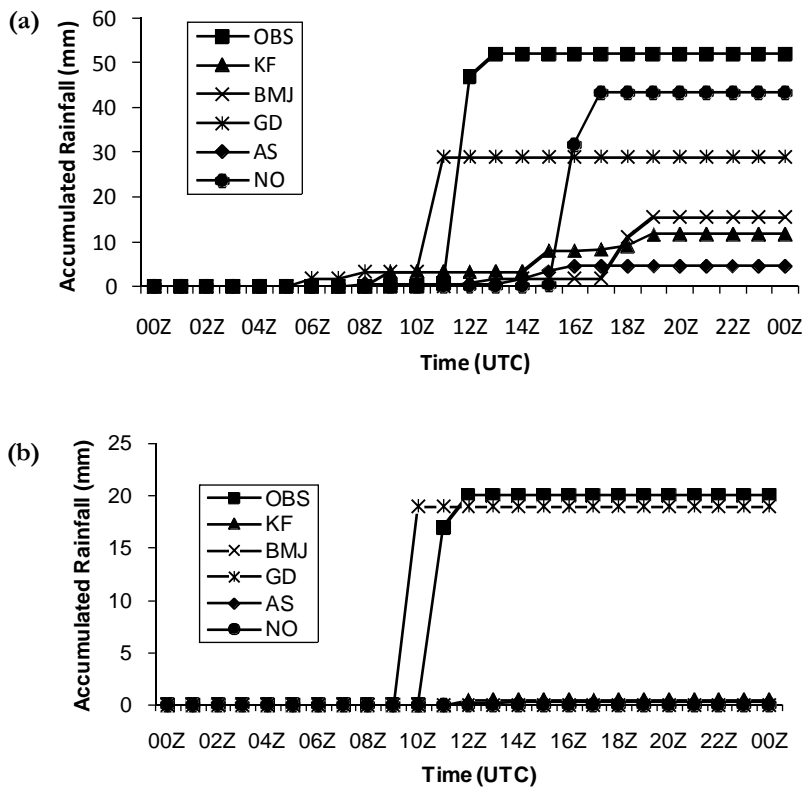 (a)
Accumulated Rainfall (mm)
60
50
40
30
20
10
0
OBS
KF
BMJ
GD
AS
NO
00Z 02Z 04Z 06Z 08Z 10Z 12Z 14Z 16Z 18Z 20Z 22Z 00Z
Time (UTC)
(b)
Accumulated Rainfall (mm)
25
20
15
10
5
0
OBS
KF
BMJ
GD
AS
NO
00Z 02Z 04Z 06Z 08Z 10Z 12Z 14Z 16Z 18Z 20Z 22Z 00Z
Time (UTC)